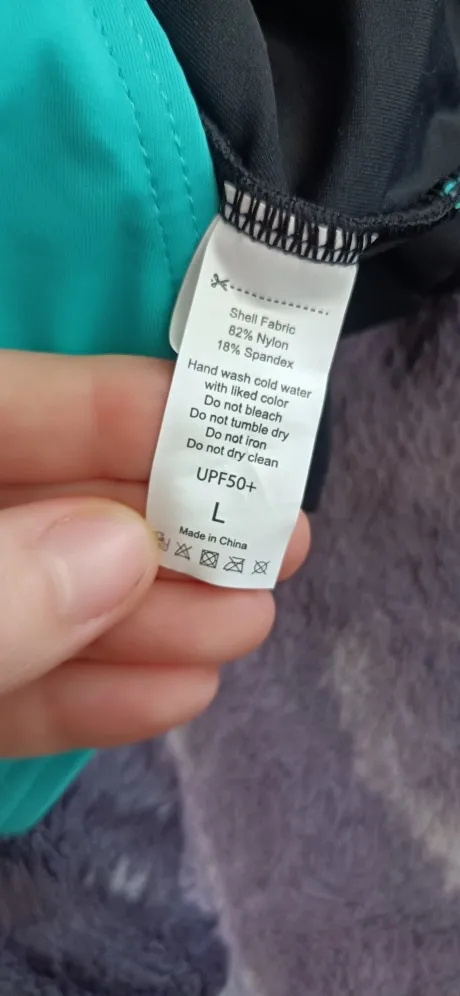 Shell Fabric
82% Nylon
18% Spandex
Hand wash cold water
with liked color
Do not bleach
Do not tumble dry
Do not iron
Do not dry clean
UPF50+
L
Made in China